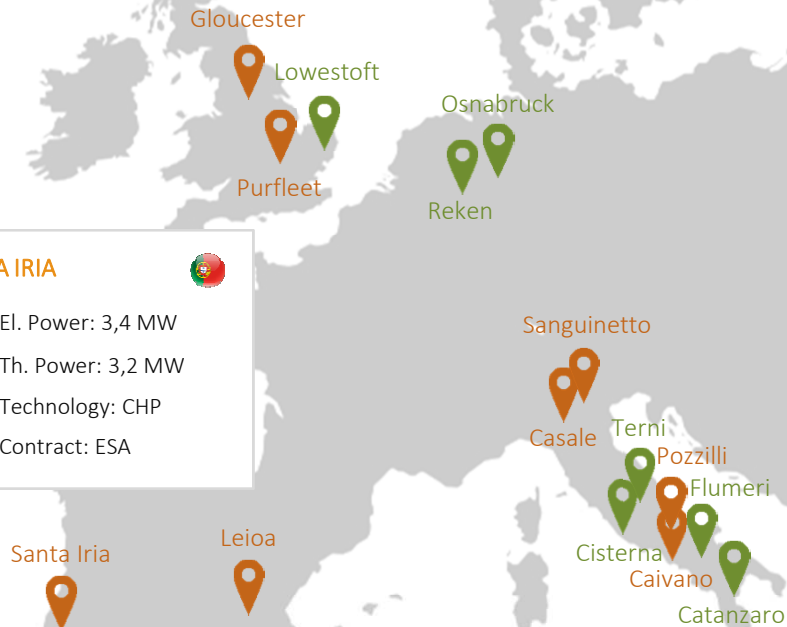 Gloucester
Lowestoft
Osnabruck
Purfleet
Reken
A IRIA
El. Power: 3,4 MW
Th. Power: 3,2 MW
Technology: CHP
Contract: ESA
Sanguinetto
Casale
Terni
Pozzilli
Flumeri
Leioa
Santa Iria
Cisterna
Caivano
Catanzaro